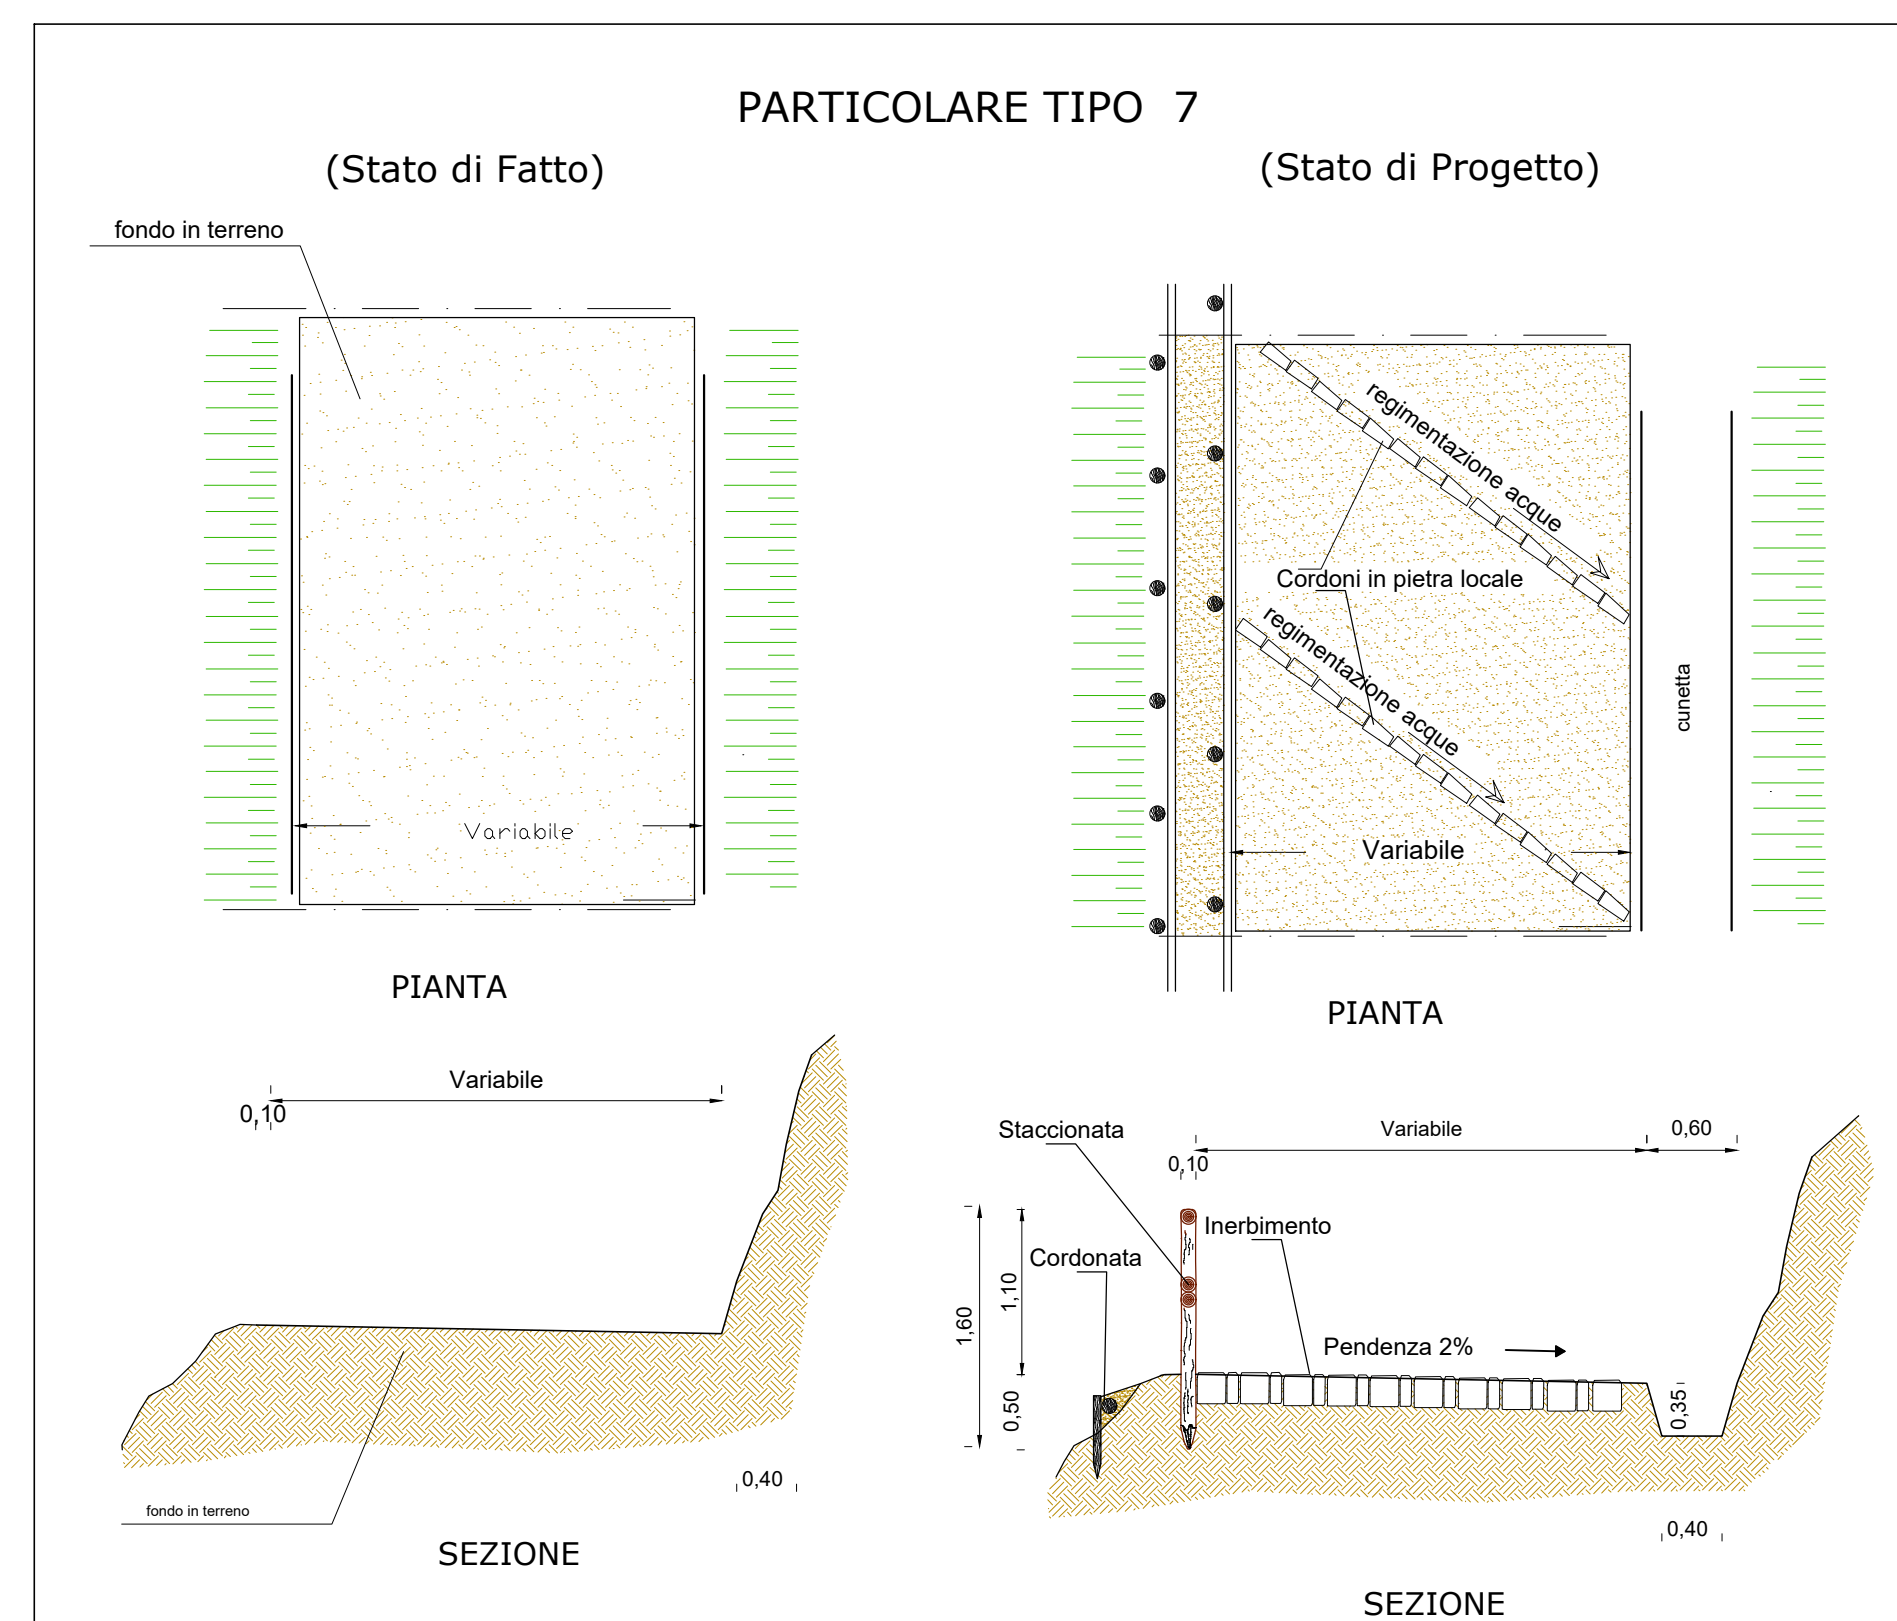 PARTICOLARE TIPO 7
(Stato di Fatto)
fondo in terreno
Variabile
PIANTA
Variabile
0,10
0,40
fondo in terreno
SEZIONE
(Stato di Progetto)
regimentazione acque
Cordoni in pietra locale
regimentazione acque
cunetta
Variabile
PIANTA
Staccionata
Variabile
0,60
0,10
Inerbimento
Cordonata
1,10
1,60
Pendenza 2%
0,50
0,35
0,40
SEZIONE